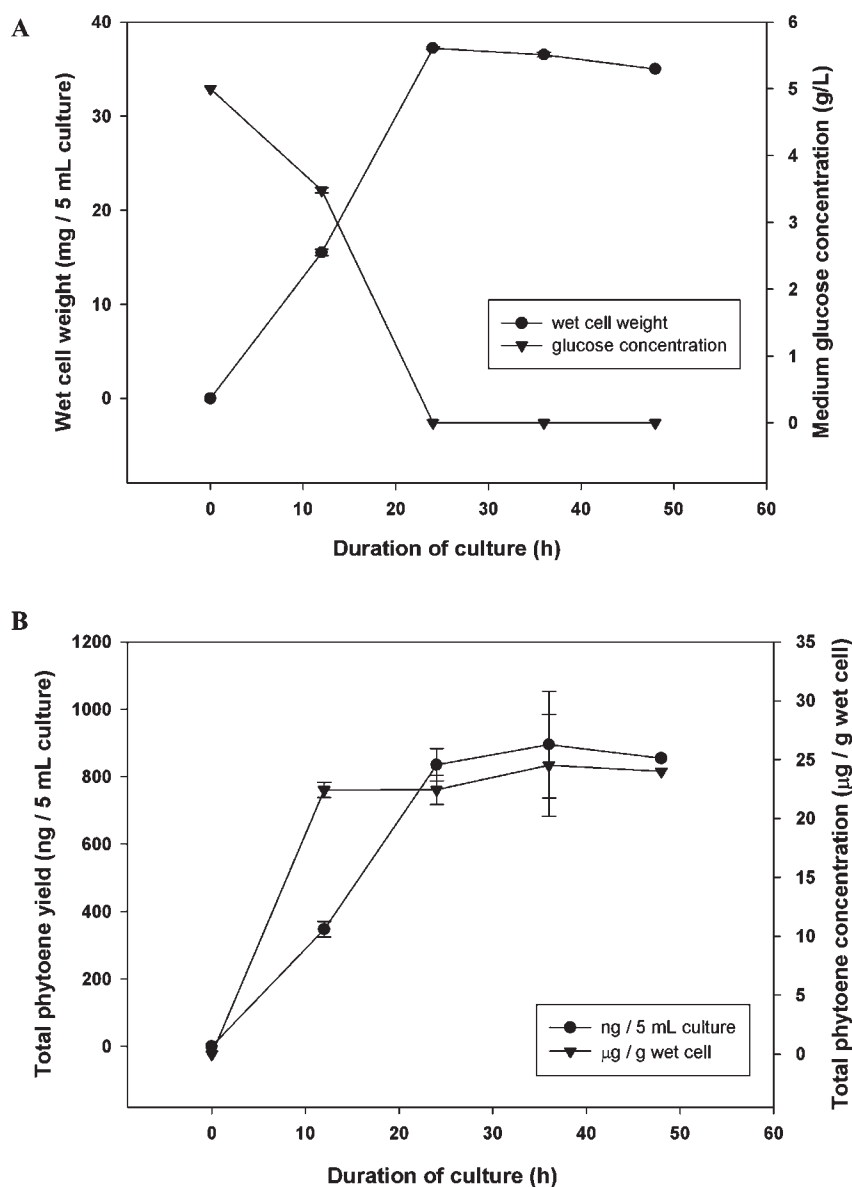 A
40
30
20
10
0
Wet cell weight (mg / 5 mL culture)
6
5
4
3
2
1
0
Medium glucose concentration (g/L)
wet cell weight
glucose concentration
0 10 20 30 40 50 60
Duration of culture (h)
B
1200
1000
800
600
400
200
0
Total phytoene yield (ng / 5 mL culture)
35
30
25
20
15
10
5
0
Total phytoene concentration (μg / g wet cell)
ng / 5 mL culture
μg / g wet cell
0 10 20 30 40 50 60
Duration of culture (h)